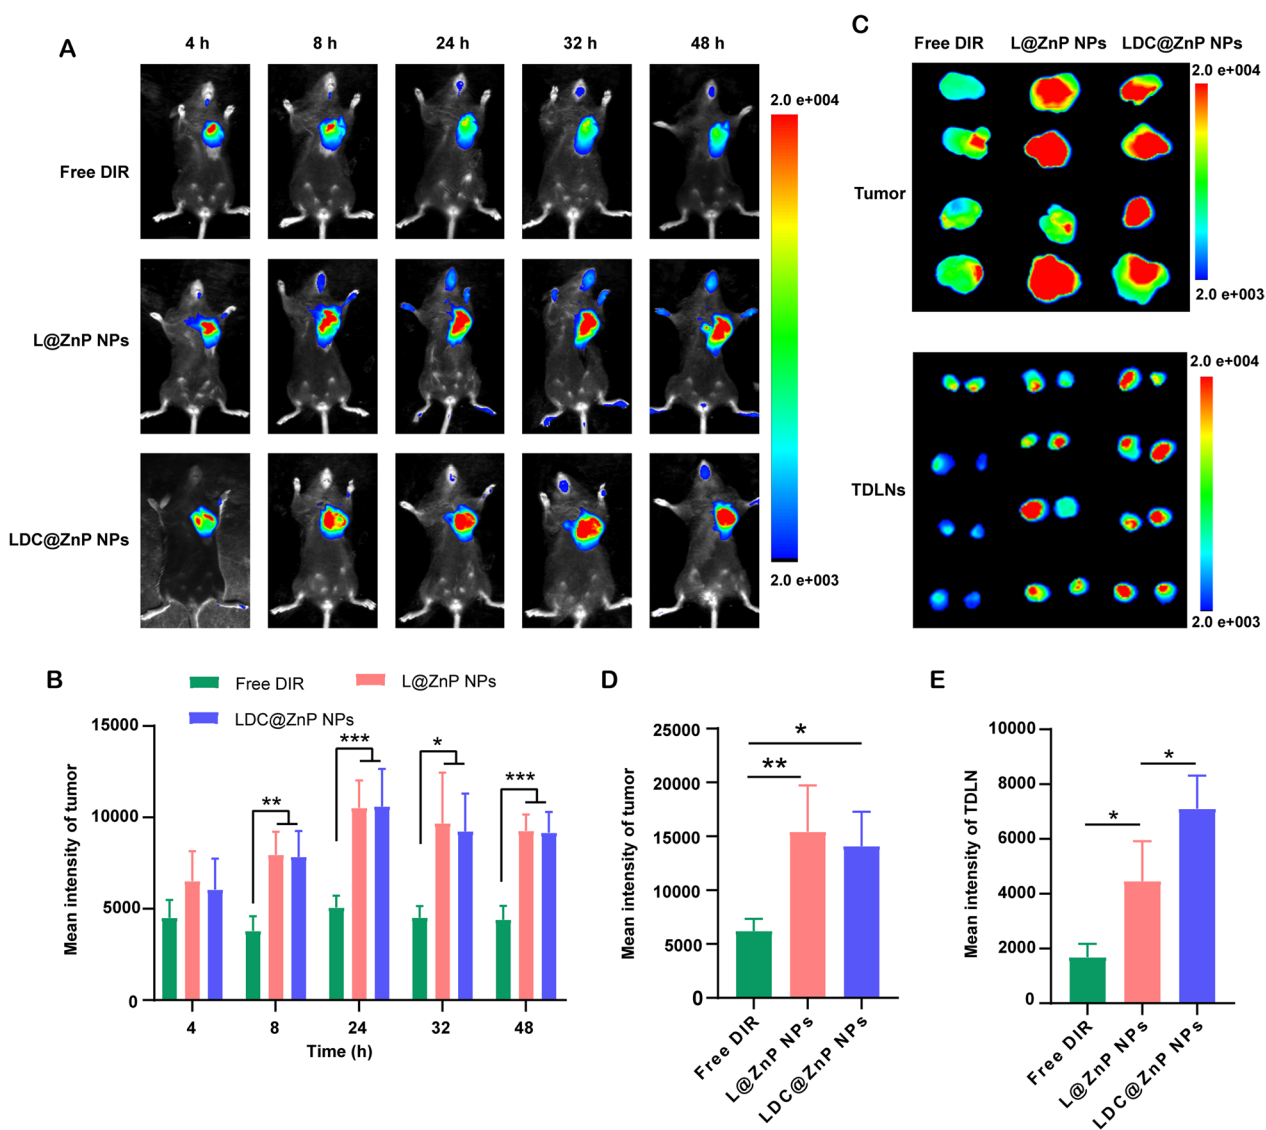 A
4 h
8 h
24 h
32 h
48 h
Free DIR
L@ZnP NPs
LDC@ZnP NPs
2.0 e+004
2.0 e+003
C
Free DIR
L@ZnP NPs
LDC@ZnP NPs
Tumor
2.0 e+004
2.0 e+003
TDLNs
2.0 e+004
2.0 e+003
B
Free DIR
L@ZnP NPs
LDC@ZnP NPs
Mean intensity of tumor
15000
10000
5000
0
**
***
*
***
4
8
24
32
48
Time (h)
D
Mean intensity of tumor
25000
20000
15000
10000
5000
0
*
**
Free DIR
L@ZnP NPs
LDC@ZnP NPs
E
Mean intensity of TDLN
10000
8000
6000
4000
2000
0
*
*
Free DIR
L@ZnP NPs
LDC@ZnP NPs